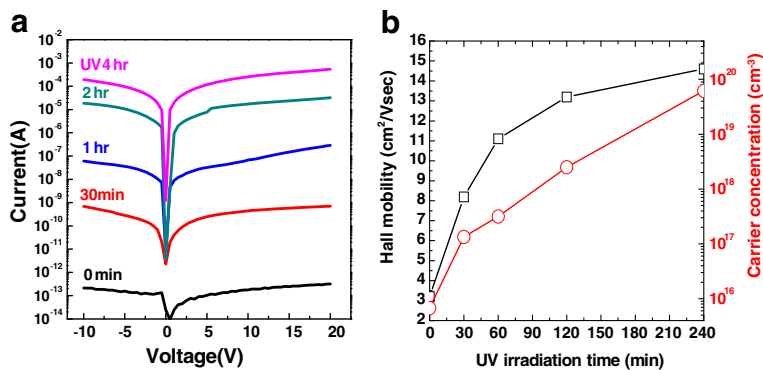 a
10-2
10-3
10-4
10-5
10-6
10-7
10-8
10-9
10-10
10-11
10-12
10-13
10-14
Current(A)
UV4 hr
2 hr
1 hr
30min
0 min
-10 -5 0 5 10 15 20
Voltage(V)
b
16
15
14
13
12
11
10
9
8
7
6
5
4
3
2
Hall mobility (cm2/Vsec)
0 30 60 90 120 150 180 210 240
UV irradiation time (min)
1020
1019
1018
1017
1016
Carrier concentration (cm-3)